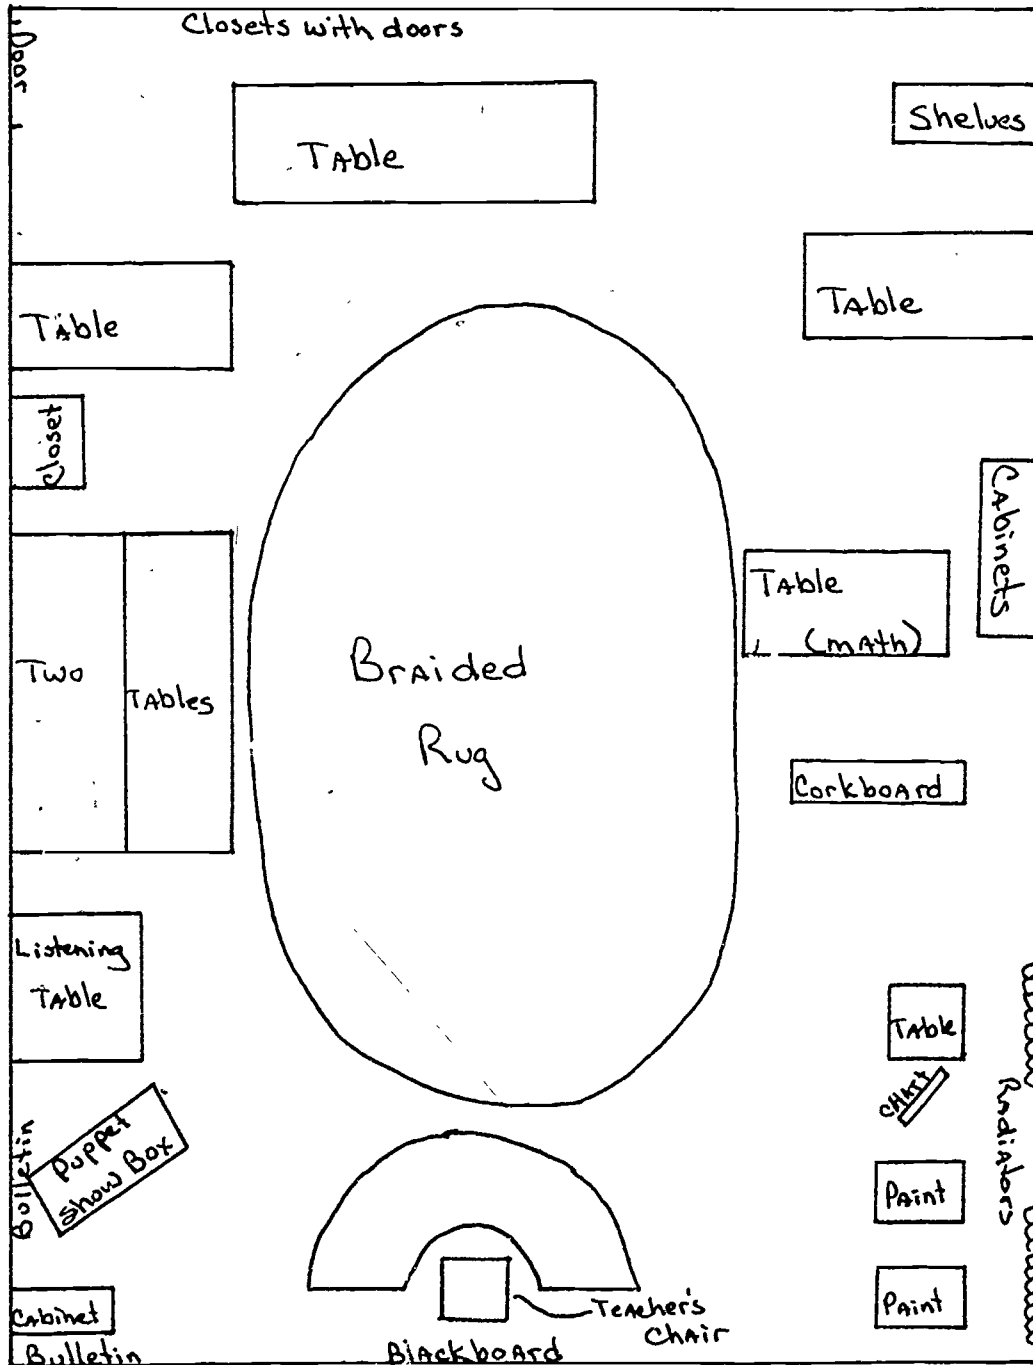 Closets with doors
Door
Table
Shelves
Table
Table
Closet
Cabinets
Table
(math)
Two
Tables
Braided
Rug
Corkboard
Listening
Table
Table
Chart
Radiators
Bulletin
Puppet
Show Box
Paint
Paint
Cabinet
Teacher's
Chair
Bulletin
Blackboard